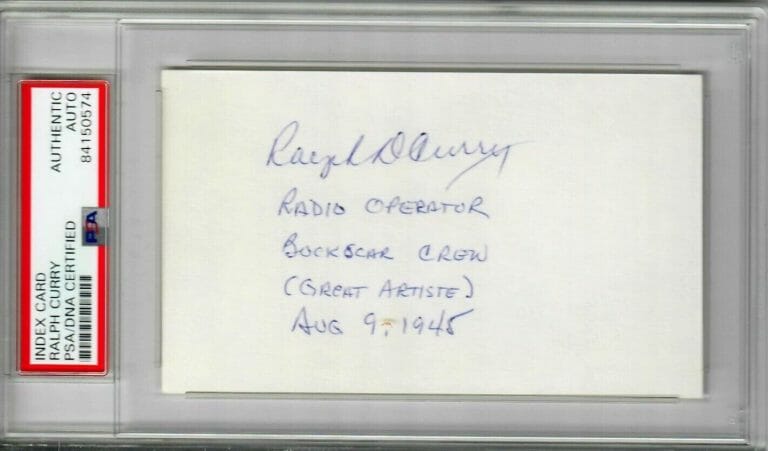 INDEX CARD
RALPH CURRY
PSA/DNA CERTIFIED
AUTHENTIC
AUTO
84150574
PSA
Ralph D Curry
RADIO OPERATOR
BOCKSCAR CREW
(GREAT ARTISTE)
AUG 9, 1945